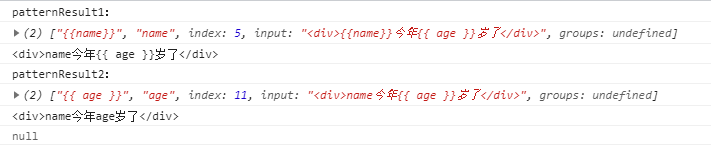 patternResult1:
(2) ["{{name}}", "name", index: 5, input: "<div>{{name}}今年{{ age }}岁了</div>", groups: undefined]
<div>name今年{{ age }}岁了</div>
patternResult2:
(2) ["{{ age }}", "age", index: 11, input: "<div>name今年{{ age }}岁了</div>", groups: undefined]
<div>name今年age岁了</div>
null